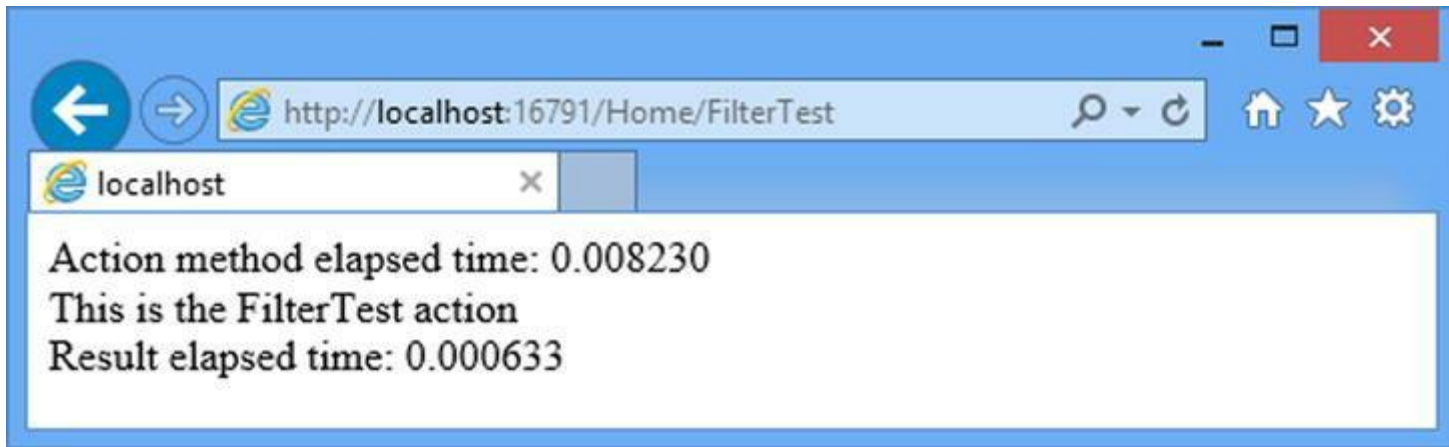 http://localhost:16791/Home/FilterTest
localhost
Action method elapsed time: 0.008230
This is the FilterTest action
Result elapsed time: 0.000633